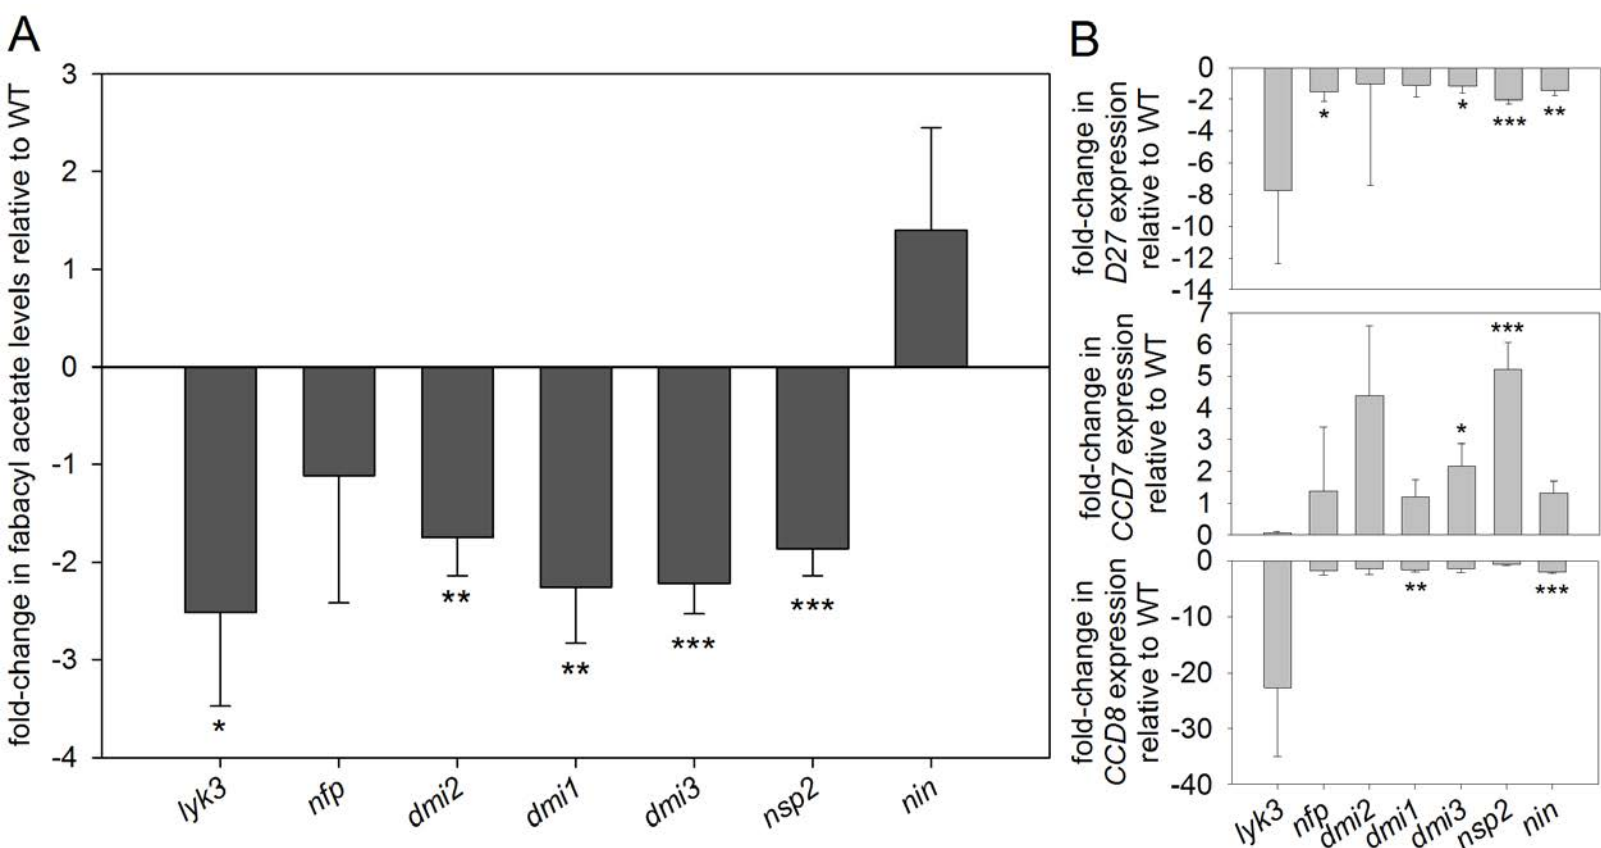 A
fold-change in fabacyl acetate levels relative to WT
3
2
1
0
-1
-2
-3
-4
*
**
**
***
***
lyk3
nfp
dmi2
dmi1
dmi3
nsp2
nin
B
fold-change in
D27 expression
relative to WT
0
-2
-4
-6
-8
-10
-12
-14
*
*
***
**
fold-change in
CCD7 expression
relative to WT
7
6
5
4
3
2
1
0
*
***
fold-change in
CCD8 expression
relative to WT
0
-10
-20
-30
-40
**
***
lyk3
nfp
dmi2
dmi1
dmi3
nsp2
nin